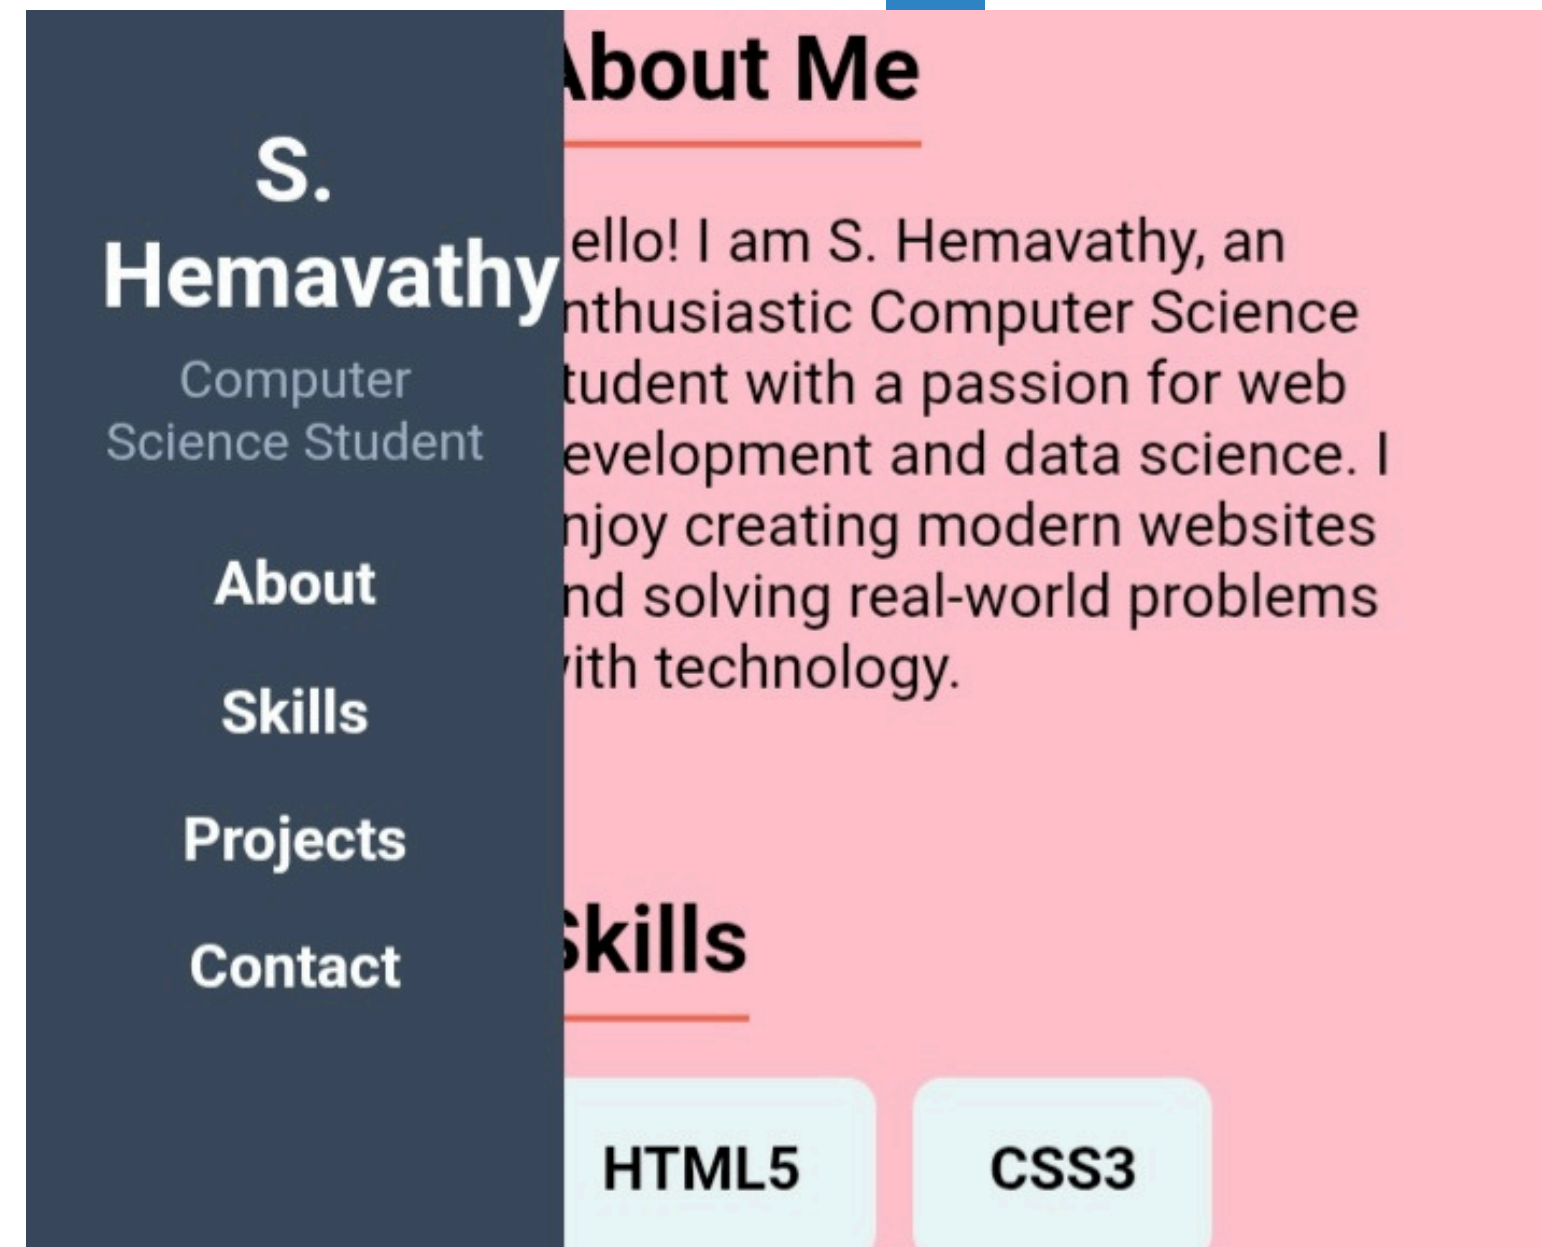 S.
Hemavathy
Computer
Science Student
About
Skills
Projects
Contact
About Me
ello! I am S. Hemavathy, an
nthusiastic Computer Science
tudent with a passion for web
evelopment and data science. I
njoy creating modern websites
nd solving real-world problems
ith technology.
Skills
HTML5
CSS3